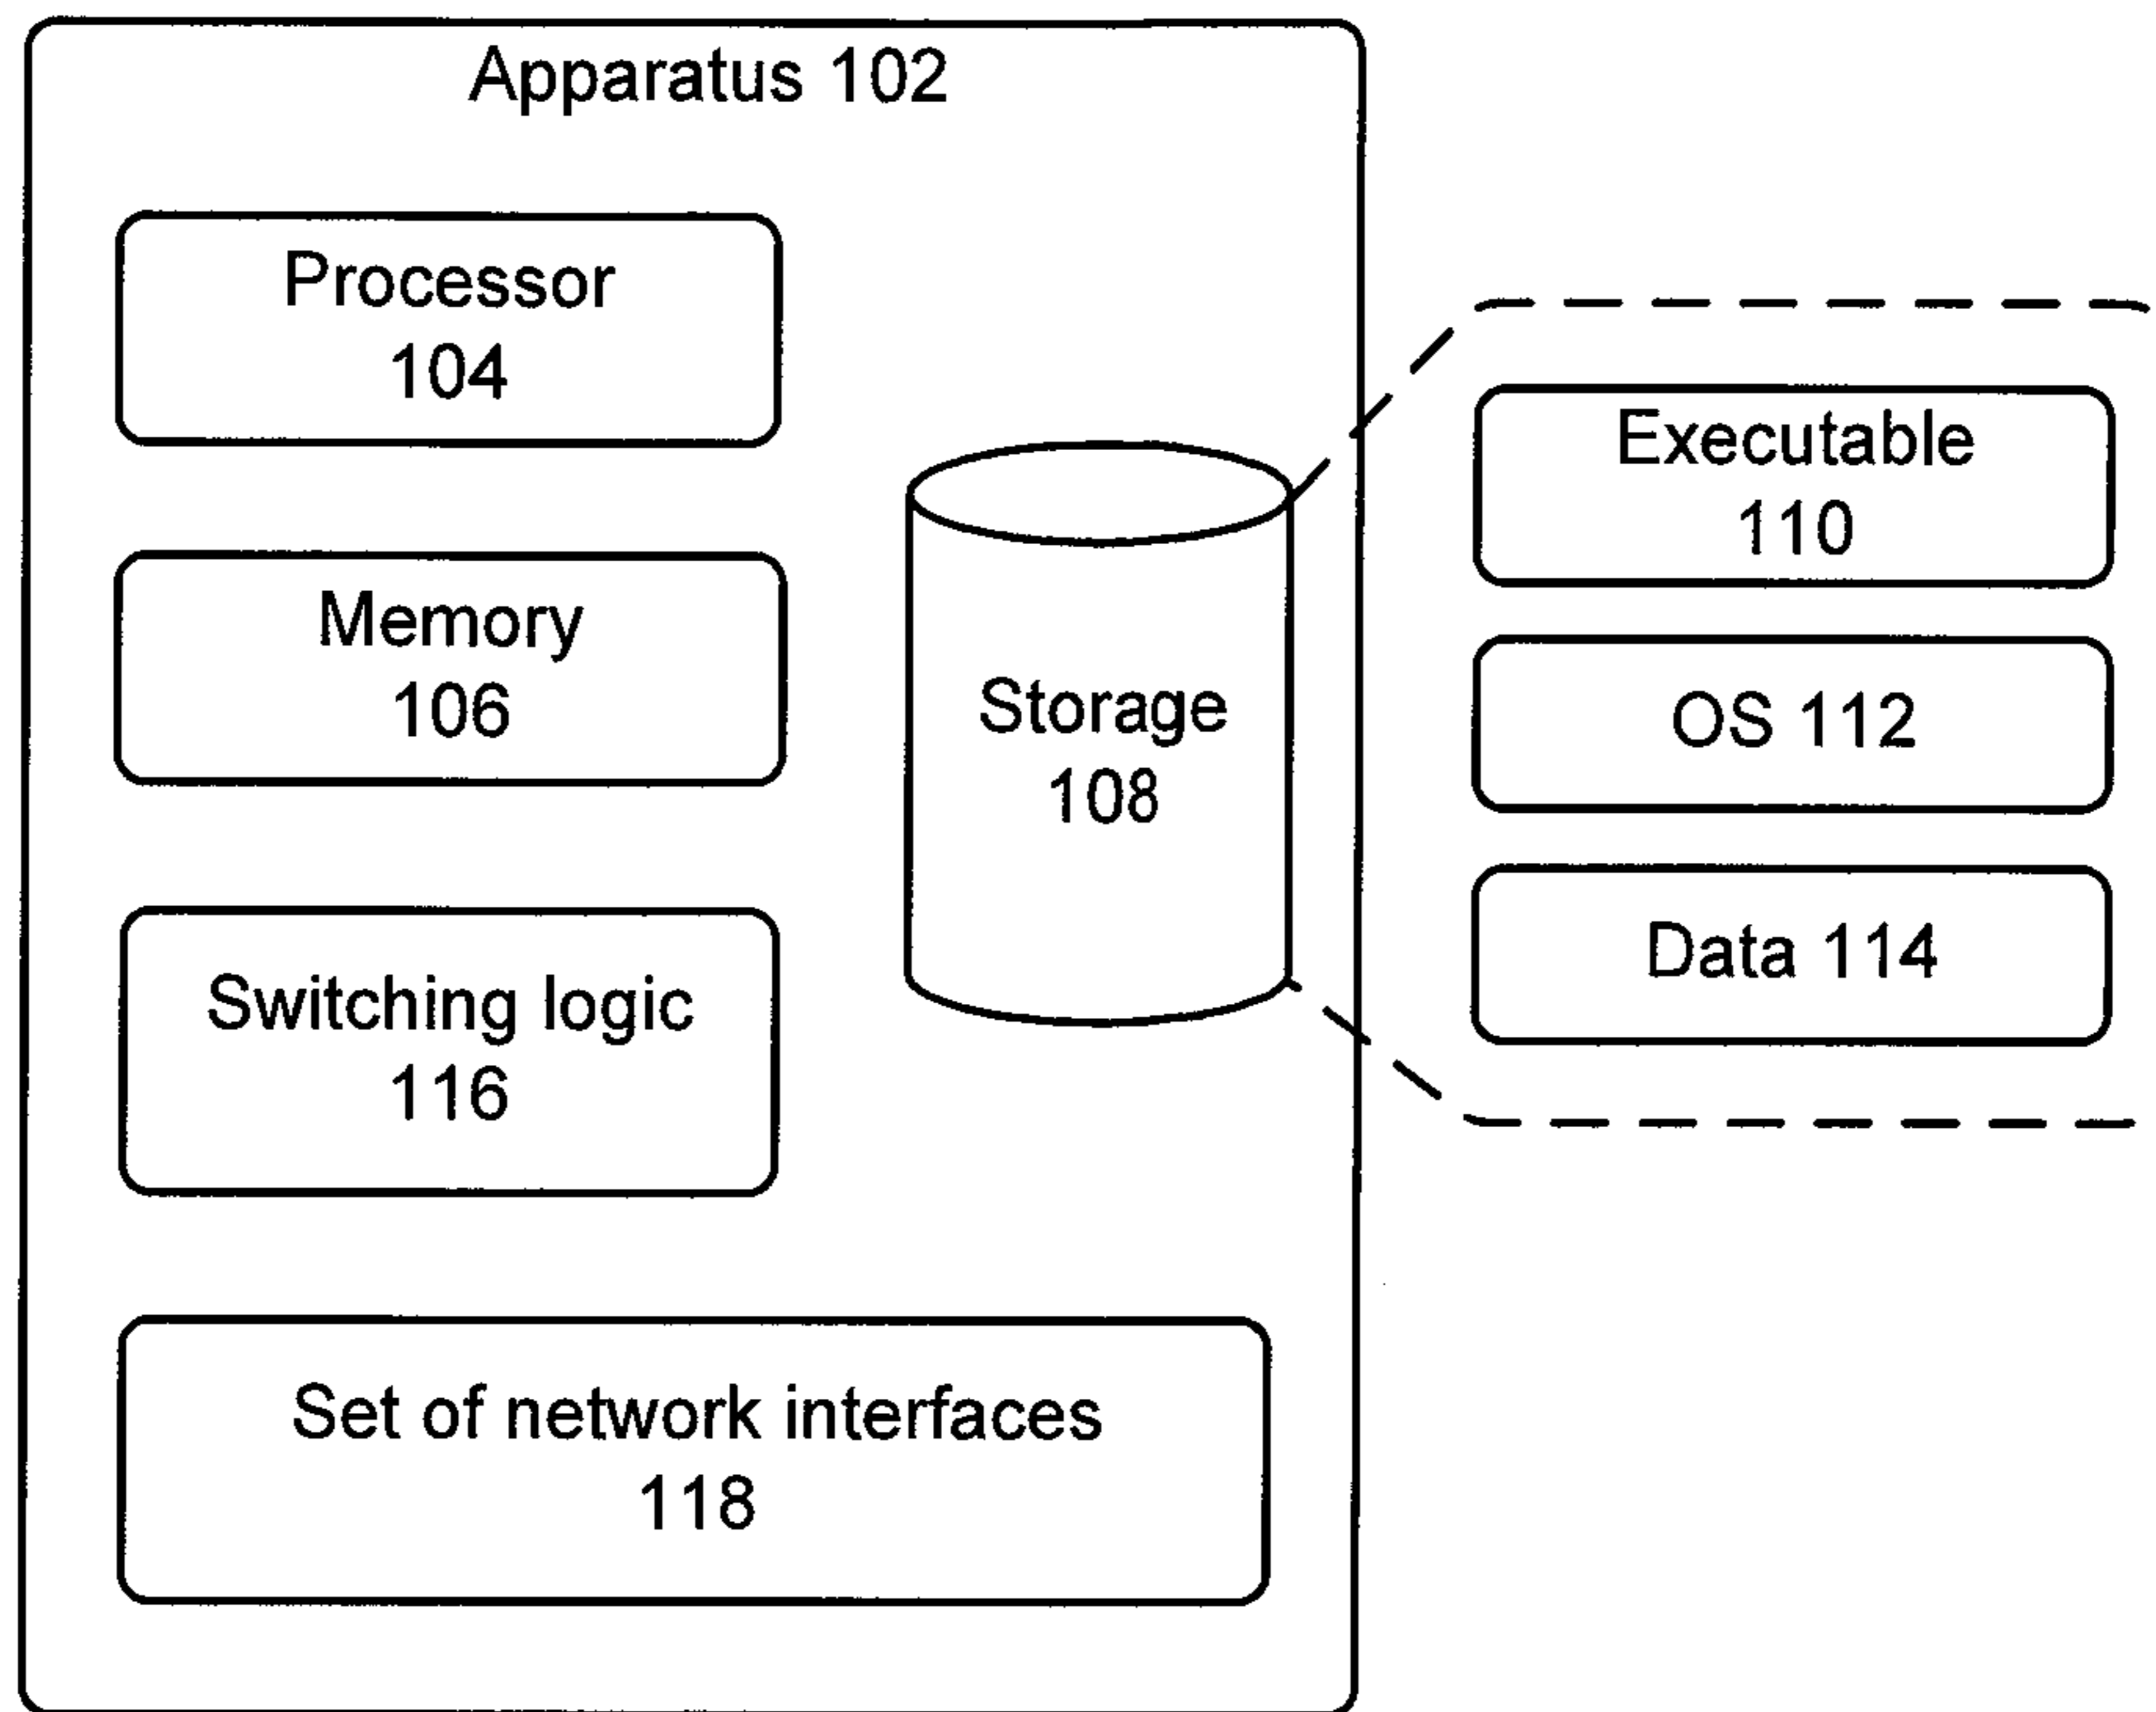 Apparatus 102
Processor
104
Memory
106
Switching logic
116
Storage
108
Set of network interfaces
118
Executable
110
OS 112
Data 114